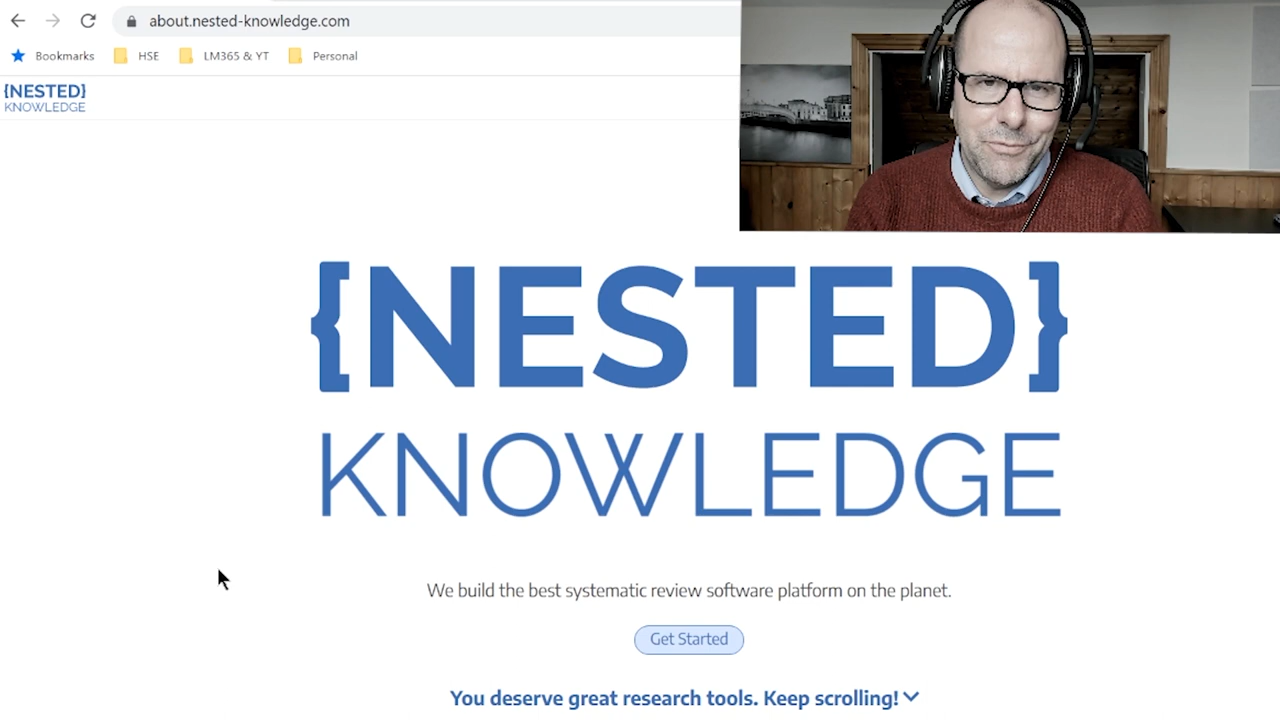 about.nested-knowledge.com
Bookmarks HSE LM365 & YT Personal
{NESTED}
KNOWLEDGE
{NESTED}
KNOWLEDGE
We build the best systematic review software platform on the planet.
Get Started
You deserve great research tools. Keep scrolling!